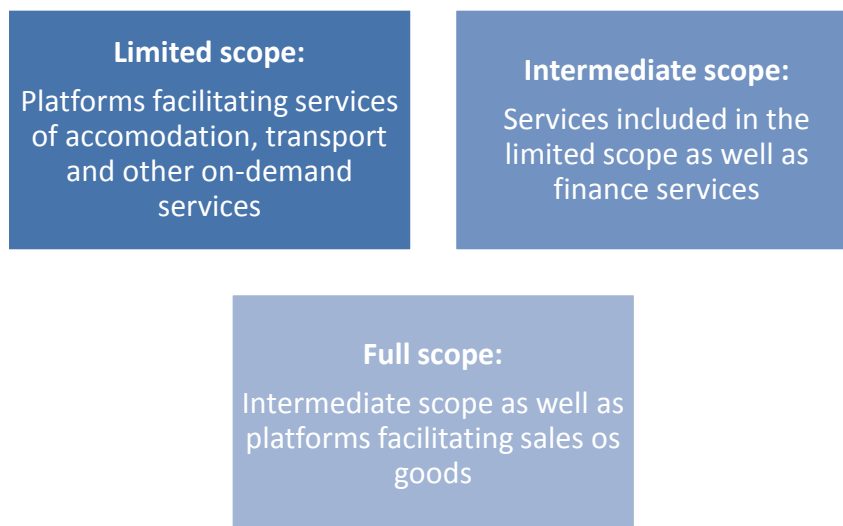 Limited scope:
Platforms facilitating services
of accomodation, transport
and other on-demand
services
Intermediate scope:
Services included in the
limited scope as well as
finance services
Full scope:
Intermediate scope as well as
platforms facilitating sales os
goods